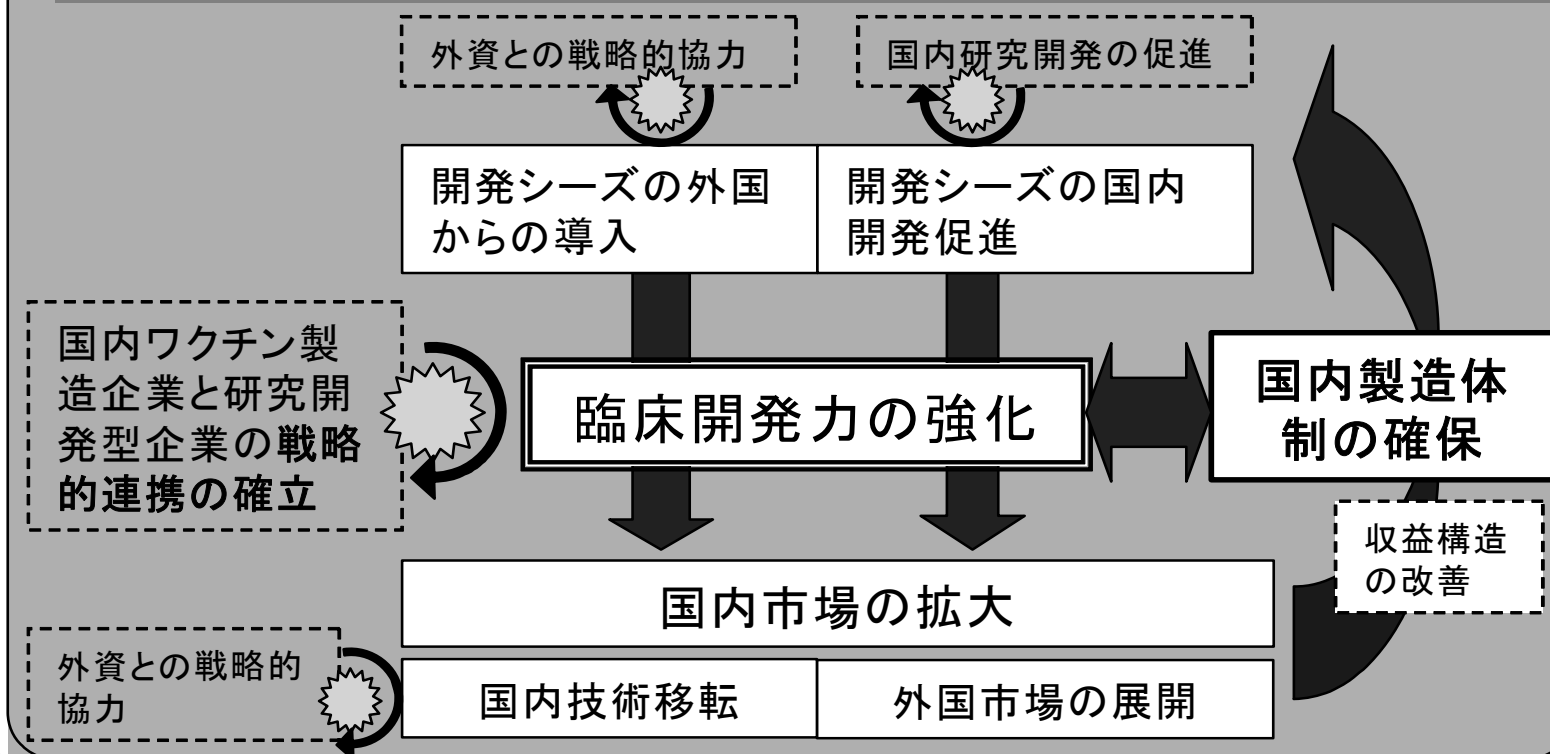 外資との戦略的協力
国内研究開発の促進
開発シーズの外国
からの導入
開発シーズの国内
開発促進
国内ワクチン製
造企業と研究開
発型企業の戦略
的連携の確立
臨床開発力の強化
国内製造体
制の確保
収益構造
の改善
国内市場の拡大
外資との戦略的
協力
国内技術移転
外国市場の展開